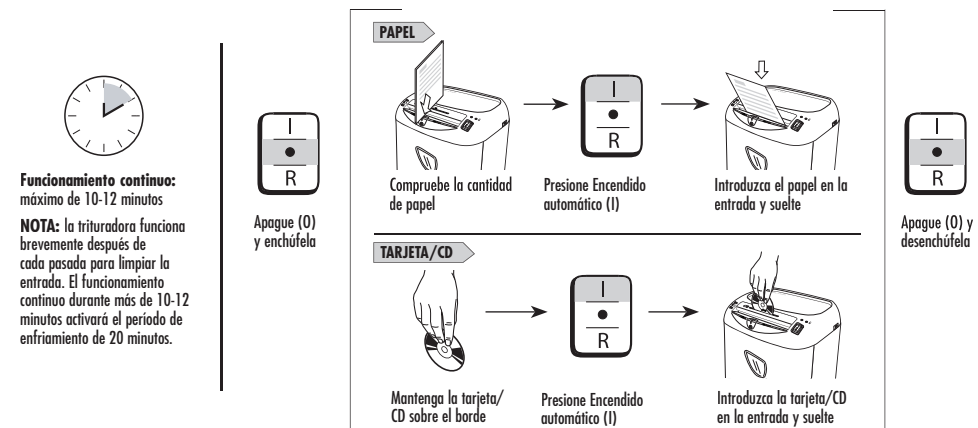 Funcionamiento continuo:
máximo de 10-12 minutos
NOTA: la trituradora funciona
brevemente después de
cada pasada para limpiar la
entrada. El funcionamiento
continuo durante más de 10-12
minutos activará el período de
enfriamiento de 20 minutos.
I
R
Apague (O)
y enchúfela
PAPEL
Compruebe la cantidad
de papel
I
R
Presione Encendido
automático (I)
Introduzca el papel en la
entrada y suelte
TARJETA/CD
Mantenga la tarjeta/
CD sobre el borde
I
R
Presione Encendido
automático (I)
Introduzca la tarjeta/CD
en la entrada y suelte
I
R
Apague (O) y
desenchúfela